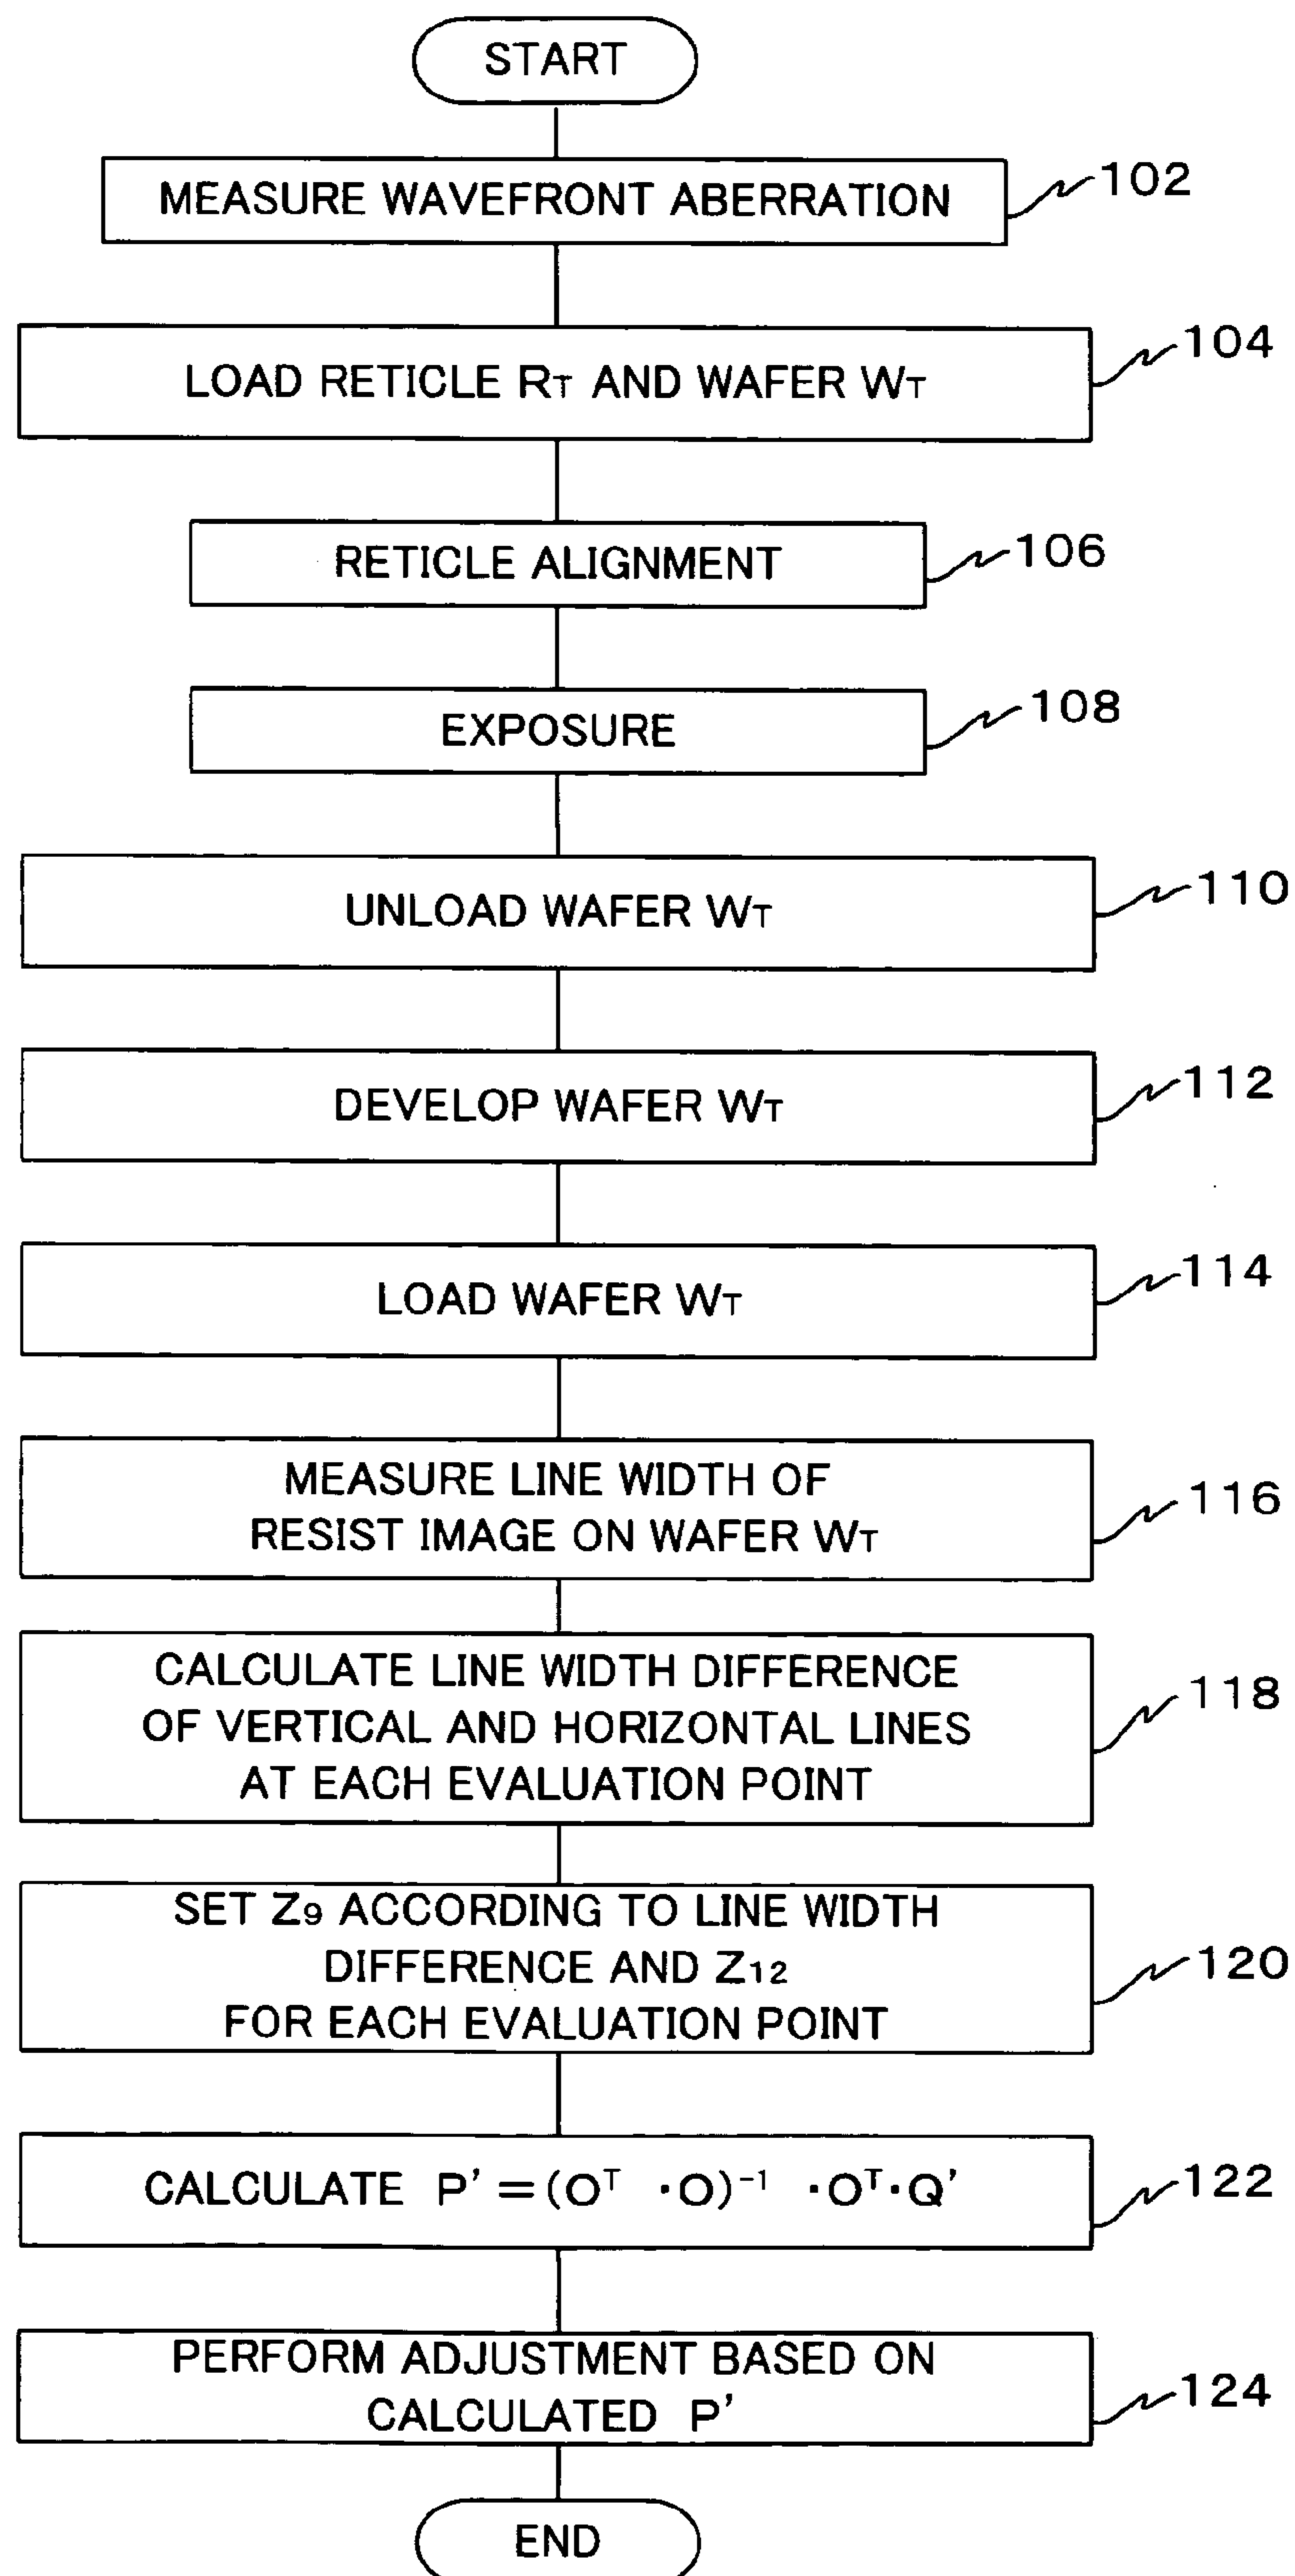 START
MEASURE WAVEFRONT ABERRATION
102
LOAD RETICLE RT AND WAFER WT
104
RETICLE ALIGNMENT
106
EXPOSURE
108
UNLOAD WAFER WT
110
DEVELOP WAFER WT
112
LOAD WAFER WT
114
MEASURE LINE WIDTH OF
RESIST IMAGE ON WAFER WT
116
CALCULATE LINE WIDTH DIFFERENCE
OF VERTICAL AND HORIZONTAL LINES
AT EACH EVALUATION POINT
118
SET Z9 ACCORDING TO LINE WIDTH
DIFFERENCE AND Z12
FOR EACH EVALUATION POINT
120
CALCULATE P' = (O^T ·O)^-1 ·O^T·Q'
122
PERFORM ADJUSTMENT BASED ON
CALCULATED P'
124
END